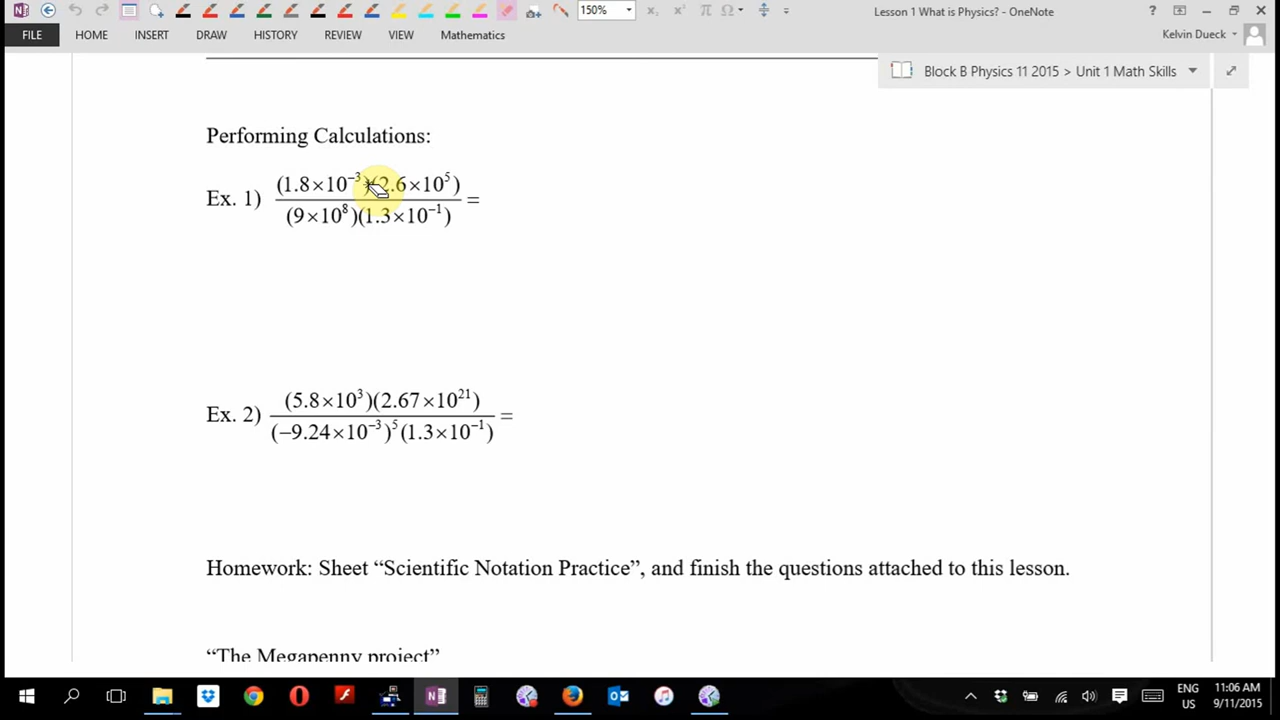 150%
Lesson 1 What is Physics? - OneNote
FILE HOME INSERT DRAW HISTORY REVIEW VIEW Mathematics
Kelvin Dueck
Block B Physics 11 2015 > Unit 1 Math Skills
Performing Calculations:
Ex. 1) (1.8×10⁻³)(2.6×10⁵)
(9×10⁸)(1.3×10⁻¹) =
Ex. 2) (5.8×10³)(2.67×10²¹)
(−9.24×10⁻³)⁵(1.3×10⁻¹) =
Homework: Sheet “Scientific Notation Practice”, and finish the questions attached to this lesson.
“The Megapenny project”
ENG 11:06 AM
US 9/11/2015